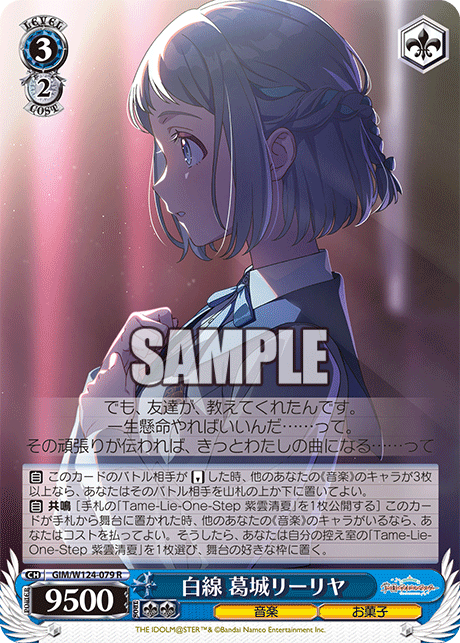 LEVEL
3
2
COST
SAMPLE
でも、友達が、教えてくれたんです。
一生懸命やればいいんだ……って。
その頑張りが伝われば、きっとわたしの曲になる……って
このカードのバトル相手が した時、他のあなたの《音楽》のキャラが3枚
以上なら、あなたはそのバトル相手を山札の上か下に置いてよい。
共鳴 [手札の「Tame-Lie-One-Step 紫雲清夏」を1枚公開する] このカー
ドが手札から舞台に置かれた時、他のあなたの《音楽》のキャラがいるなら、あな
たはコストを払ってよい。そうしたら、あなたは自分の控え室の「Tame-Lie-One-
Step 紫雲清夏」を1枚選び、舞台の好きな枠に置く。
CH GIM/W124-079 R
POWER
9500
SOUL
白線 葛城リーリヤ
音楽 お菓子
THE IDOLM@STER™& ©Bandai Namco Entertainment Inc.